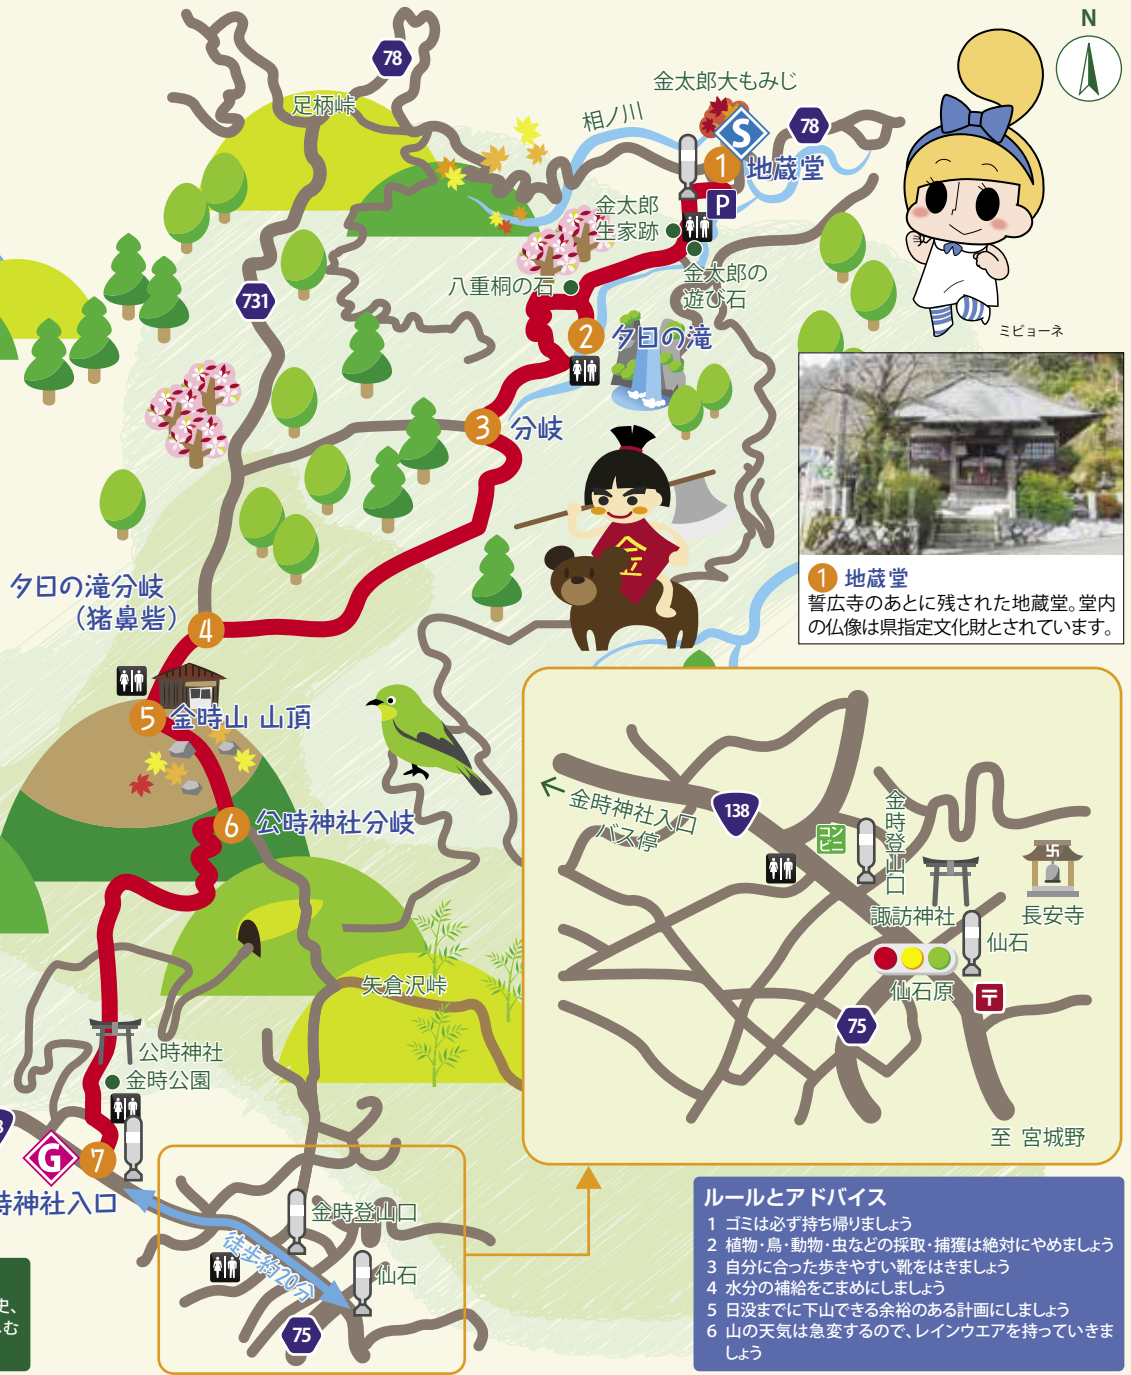 N
78
足柄峠
金太郎大もみじ
相ノ川
S
78
1
地蔵堂
P
金太郎
生家跡
金太郎の
遊び石
八重桐の石
731
2
夕日の滝
ミビョーネ
3
分岐
金
1 地蔵堂
誓広寺のあとに残された地蔵堂。堂内
の仏像は県指定文化財とされています。
夕日の滝分岐
（猪鼻砦）
4
5
金時山 山頂
6
公時神社分岐
金時神社入口
バス停
138
コン
ビニ
金時登山口
卍
諏訪神社
長安寺
仙石
仙石原
〒
75
至 宮城野
矢倉沢峠
公時神社
金時公園
G
7
時神社入口
金時登山口
徒歩約20分
仙石
75
史、
む
ルールとアドバイス
1 ゴミは必ず持ち帰りましょう
2 植物・鳥・動物・虫などの採取・捕獲は絶対にやめましょう
3 自分に合った歩きやすい靴をはきましょう
4 水分の補給をこまめにしましょう
5 日没までに下山できる余裕のある計画にしましょう
6 山の天気は急変するので、レインウエアを持っていきま
しょう